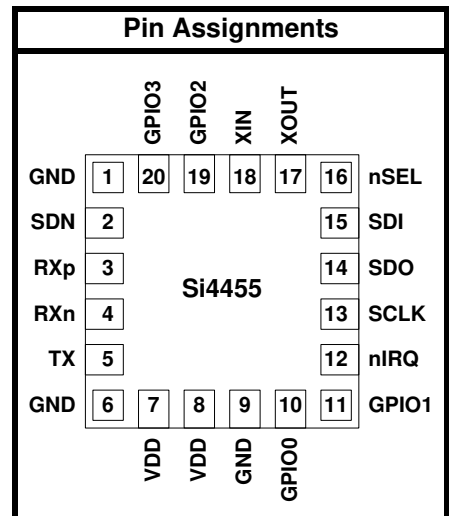 Pin Assignments
GPIO3
GPIO2
XIN
XOUT
GND 1 20 19 18 17 16 nSEL
SDN 2 15 SDI
RXp 3 14 SDO
Si4455
RXn 4 13 SCLK
TX 5 12 nIRQ
GND 6 7 8 9 10 11 GPIO1
VDD
VDD
GND
GPIO0